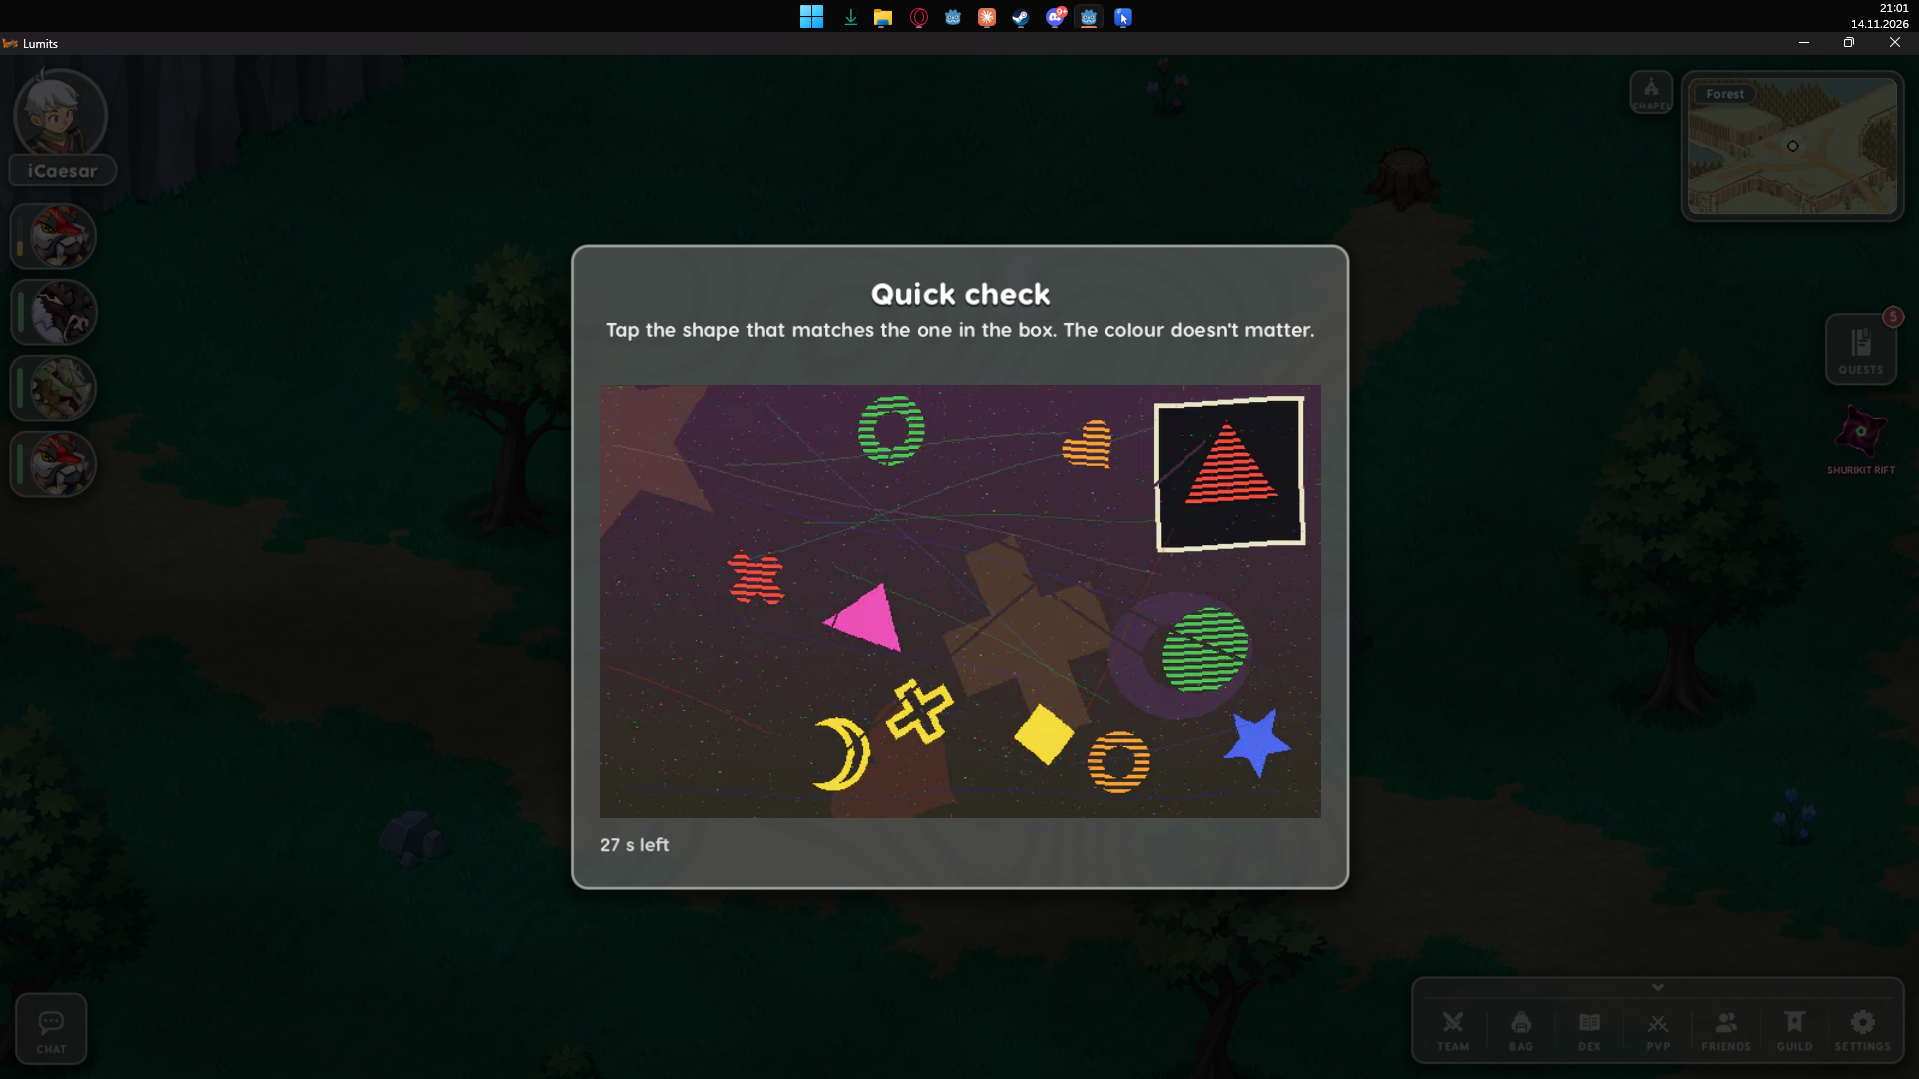 21:01
14.11.2026
9+
Lumits
iCaesar
CHAPEL
Forest
Quick check
Tap the shape that matches the one in the box. The colour doesn't matter.
27 s left
5
QUESTS
SHURIKIT RIFT
CHAT
TEAM
BAG
DEX
PVP
FRIENDS
GUILD
SETTINGS